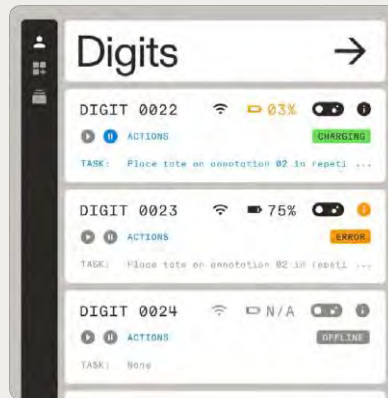 Digits
DIGIT 0022 03%
ACTIONS CHARGING
TASK: Place tote on annotation 02 in repeti ...
DIGIT 0023 75%
ACTIONS ERROR
TASK: Place tote on annotation 02 in repeti ...
DIGIT 0024 N/A
ACTIONS OFFLINE
TASK: None